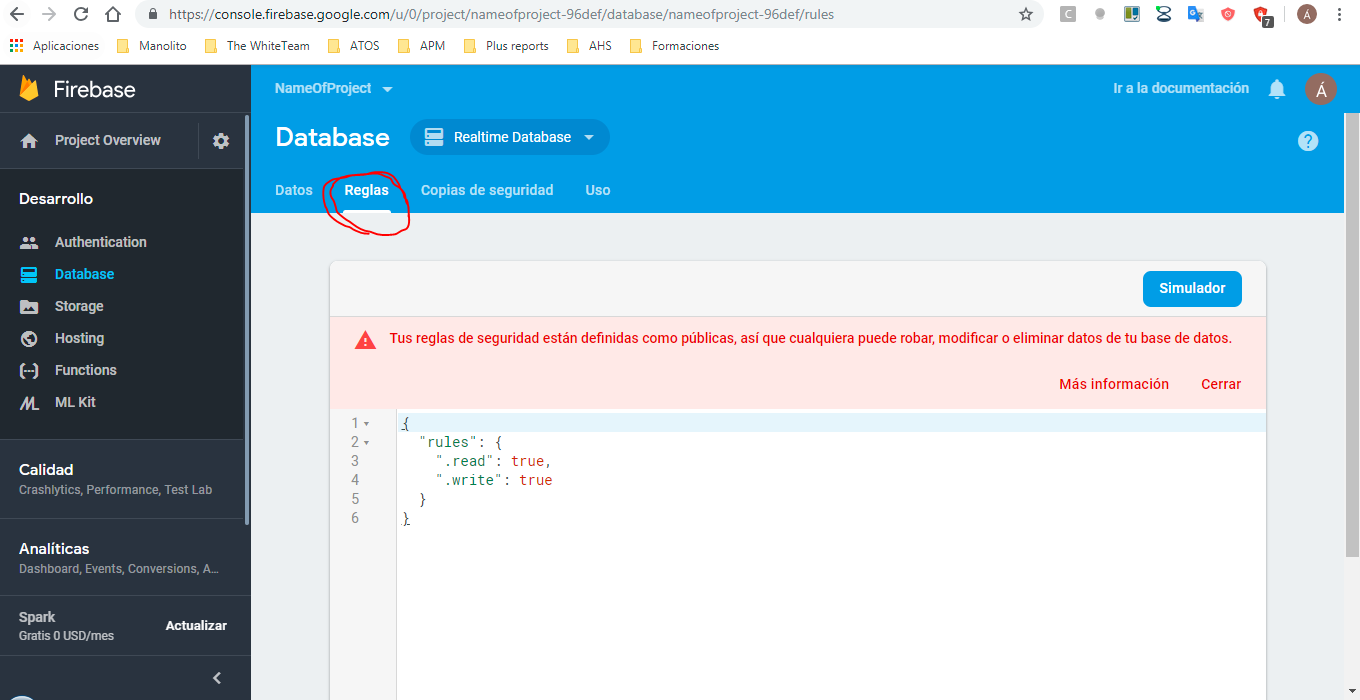 https://console.firebase.google.com/u/0/project/nameofproject-96def/database/nameofproject-96def/rules
C
7
Á
Aplicaciones Manolito The WhiteTeam ATOS APM Plus reports AHS Formaciones
Firebase
NameOfProject
Ir a la documentación
Á
Project Overview
Database
Realtime Database
?
Datos Reglas Copias de seguridad Uso
Desarrollo
Authentication
Database
Storage
Hosting
Functions
ML Kit
Calidad
Crashlytics, Performance, Test Lab
Analíticas
Dashboard, Events, Conversions, A...
Spark
Gratis 0 USD/mes
Actualizar
Simulador
Tus reglas de seguridad están definidas como públicas, así que cualquiera puede robar, modificar o eliminar datos de tu base de datos.
Más información Cerrar
1 {
2 "rules": {
3 ".read": true,
4 ".write": true
5 }
6 }